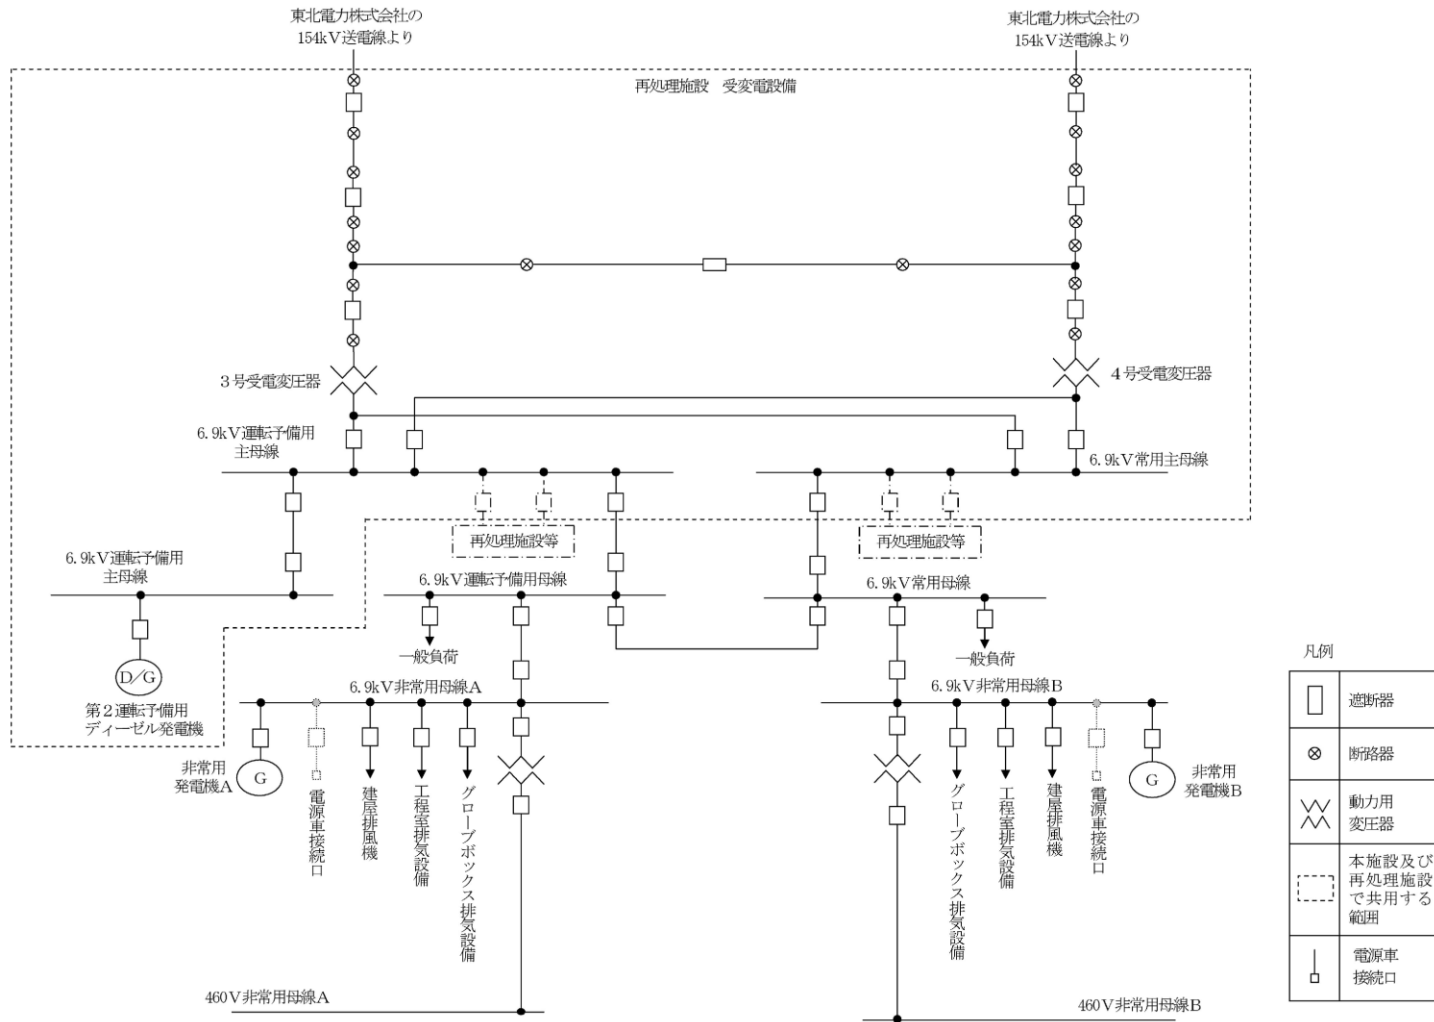 東北電力株式会社の
154kV送電線より
東北電力株式会社の
154kV送電線より
再処理施設　受変電設備
3号受電変圧器
4号受電変圧器
6.9kV運転予備用
主母線
6.9kV常用主母線
再処理施設等
再処理施設等
6.9kV運転予備用
主母線
6.9kV運転予備用母線
6.9kV常用母線
一般負荷
一般負荷
D/G
第2運転予備用
ディーゼル発電機
6.9kV非常用母線A
6.9kV非常用母線B
非常用
発電機A
G
電源車接続口
建屋排風機
工程室排気設備
グローブボックス排気設備
グローブボックス排気設備
工程室排気設備
建屋排風機
電源車接続口
G
非常用
発電機B
460V非常用母線A
460V非常用母線B
凡例
遮断器
断路器
動力用
変圧器
本施設及び
再処理施設
で共用する
範囲
電源車
接続口